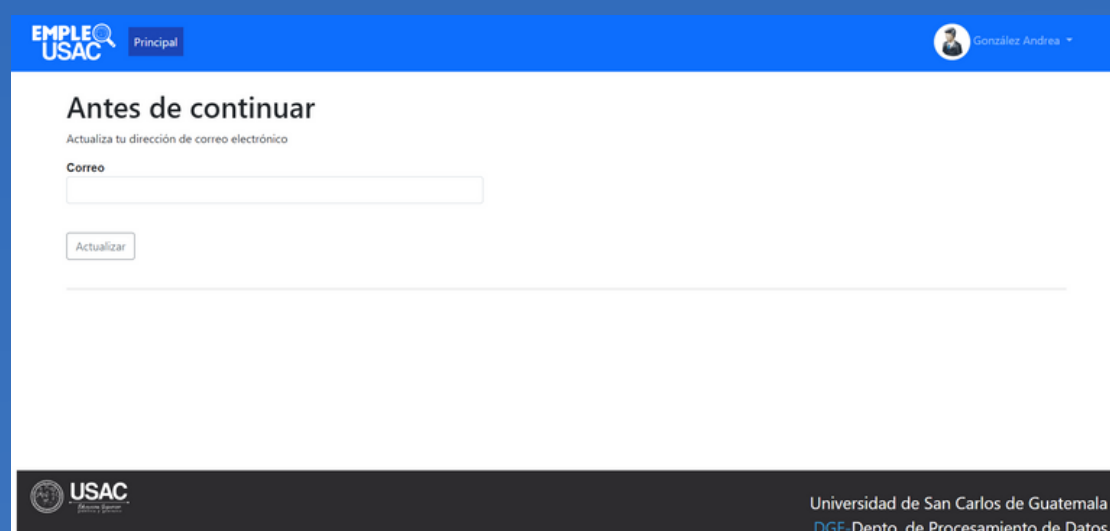 EMPLEO
USAC
Principal
González Andrea
Antes de continuar
Actualiza tu dirección de correo electrónico
Correo
Actualizar
USAC
Universidad de San Carlos de Guatemala
DGE-Depto. de Procesamiento de Datos